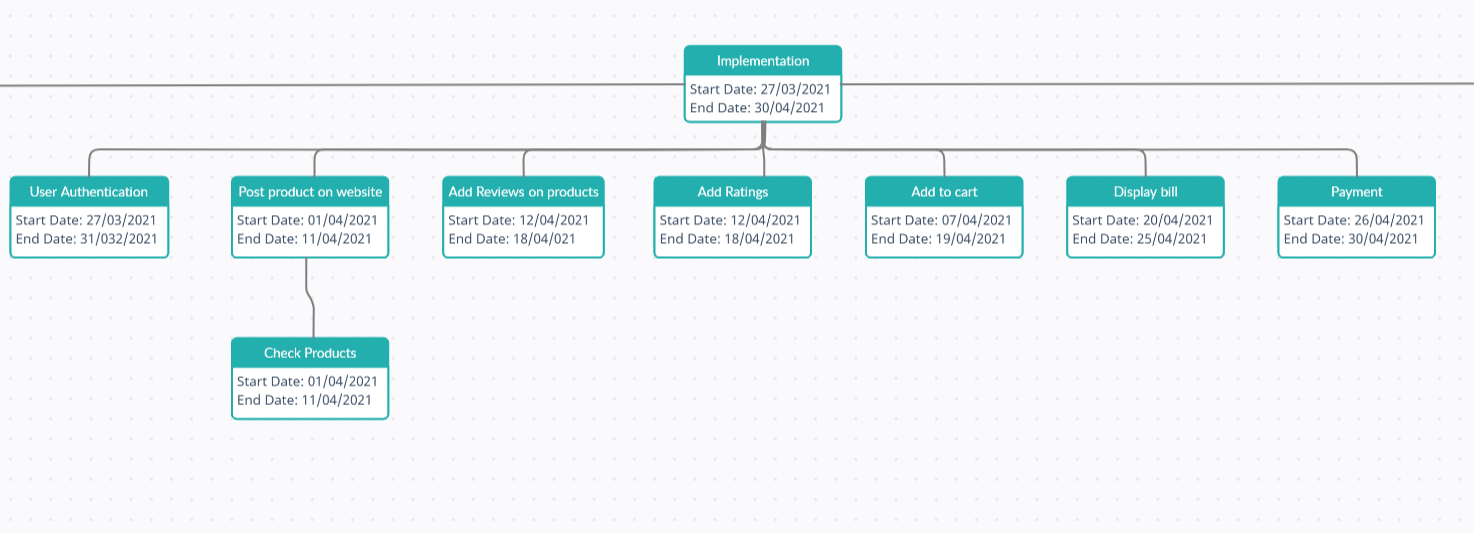 Implementation
Start Date: 27/03/2021
End Date: 30/04/2021
User Authentication
Start Date: 27/03/2021
End Date: 31/032/2021
Post product on website
Start Date: 01/04/2021
End Date: 11/04/2021
Add Reviews on products
Start Date: 12/04/2021
End Date: 18/04/021
Add Ratings
Start Date: 12/04/2021
End Date: 18/04/2021
Add to cart
Start Date: 07/04/2021
End Date: 19/04/2021
Display bill
Start Date: 20/04/2021
End Date: 25/04/2021
Payment
Start Date: 26/04/2021
End Date: 30/04/2021
Check Products
Start Date: 01/04/2021
End Date: 11/04/2021